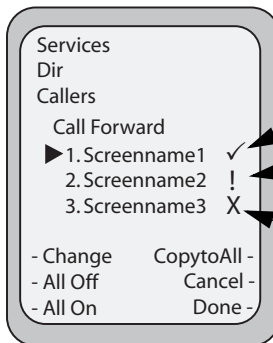 Services
Dir
Callers
Call Forward
▶1. Screenname1 ✓
2. Screenname2 !
3. Screenname3 X
- Change CopytoAll -
- All Off Cancel -
- All On Done -